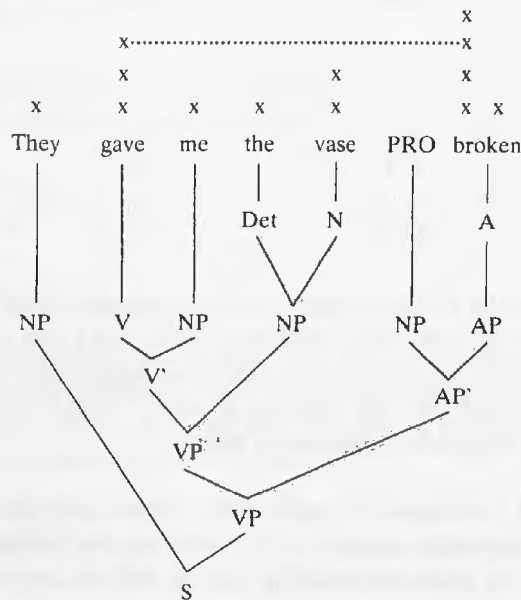 x
x x
x x x
x x x x x x x
They gave me the vase PRO broken
Det N A
NP V NP NP NP AP
V' AP'
VP'
VP
S